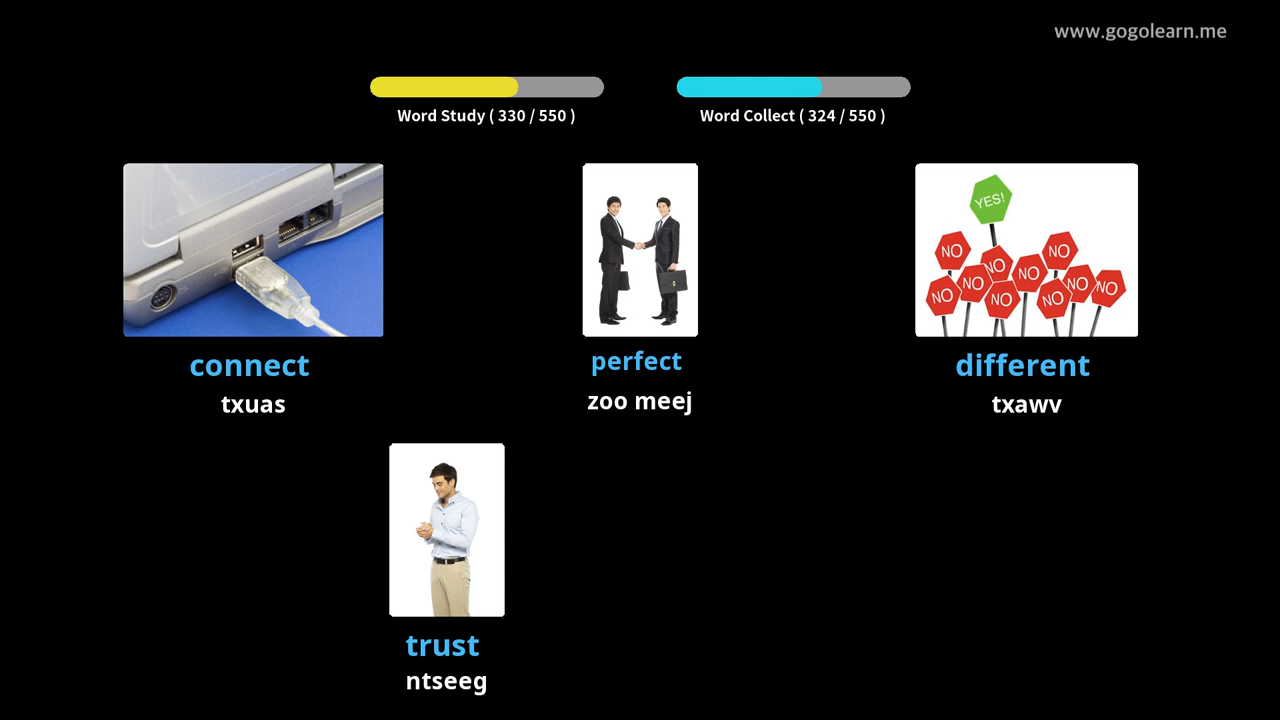 www.gogolearn.me
Word Study ( 330 / 550 )
Word Collect ( 324 / 550 )
YES!
NO
NO
NO
NO
NO
NO
NO
NO
NO
NO
connect
perfect
different
txuas
zoo meej
txawv
trust
ntseeg